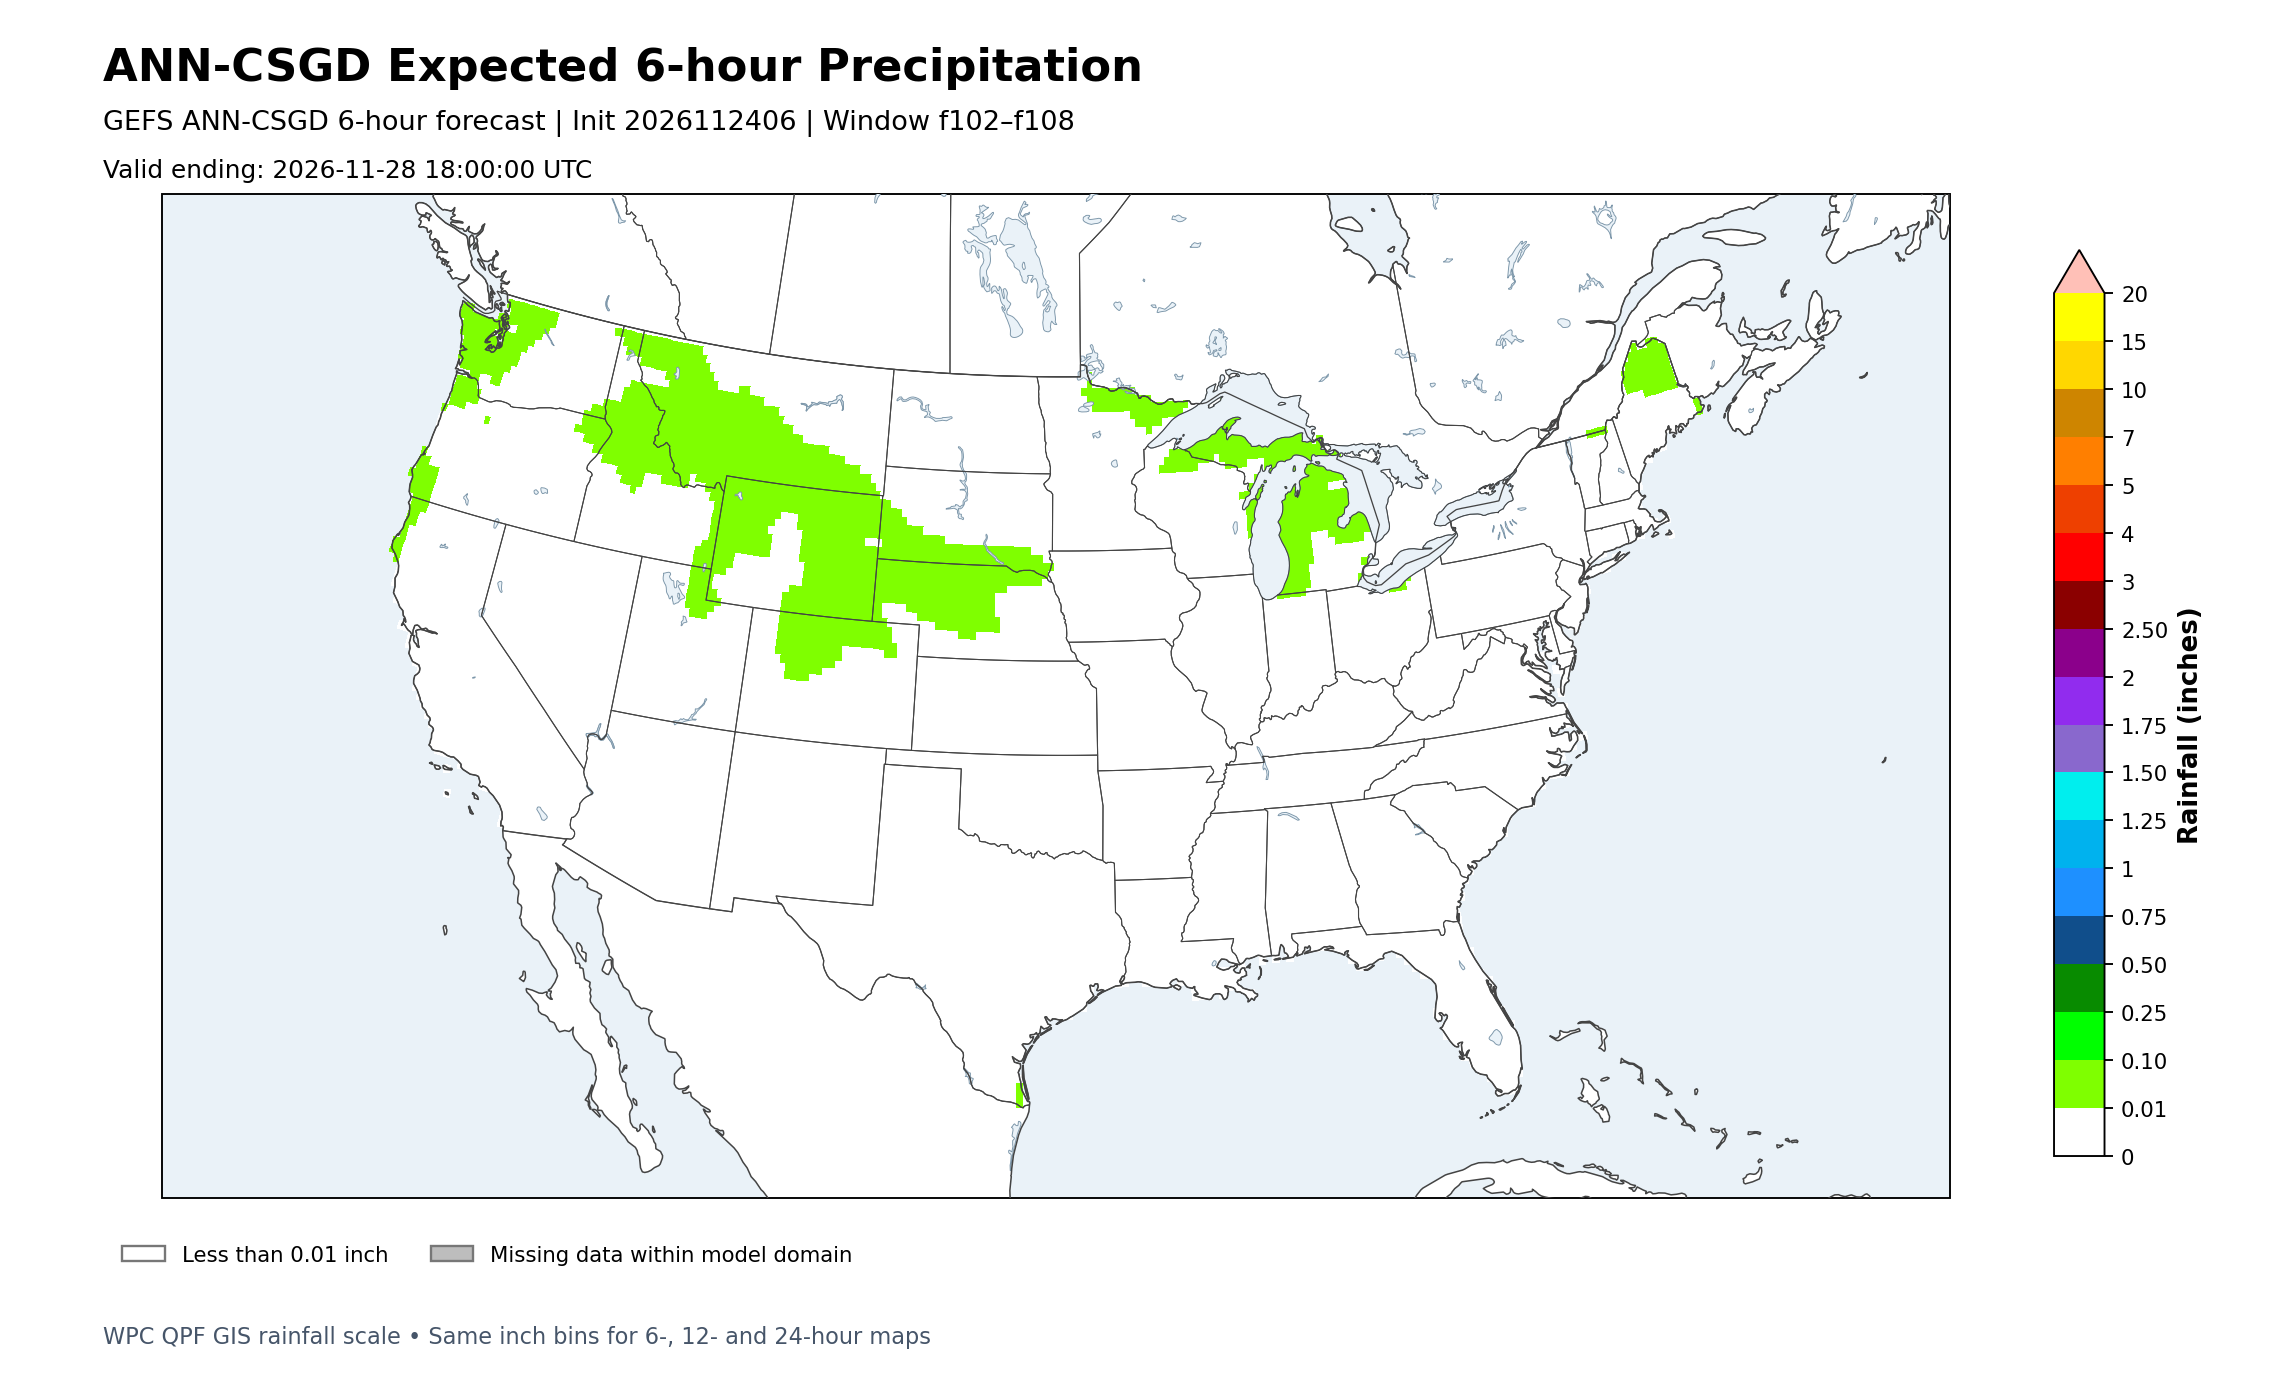 ANN-CSGD Expected 6-hour Precipitation
GEFS ANN-CSGD 6-hour forecast | Init 2026112406 | Window f102–f108
Valid ending: 2026-11-28 18:00:00 UTC
20
15
10
7
5
4
3
2.50
2
1.75
1.50
1.25
1
0.75
0.50
0.25
0.10
0.01
0
Rainfall (inches)
Less than 0.01 inch
Missing data within model domain
WPC QPF GIS rainfall scale • Same inch bins for 6-, 12- and 24-hour maps